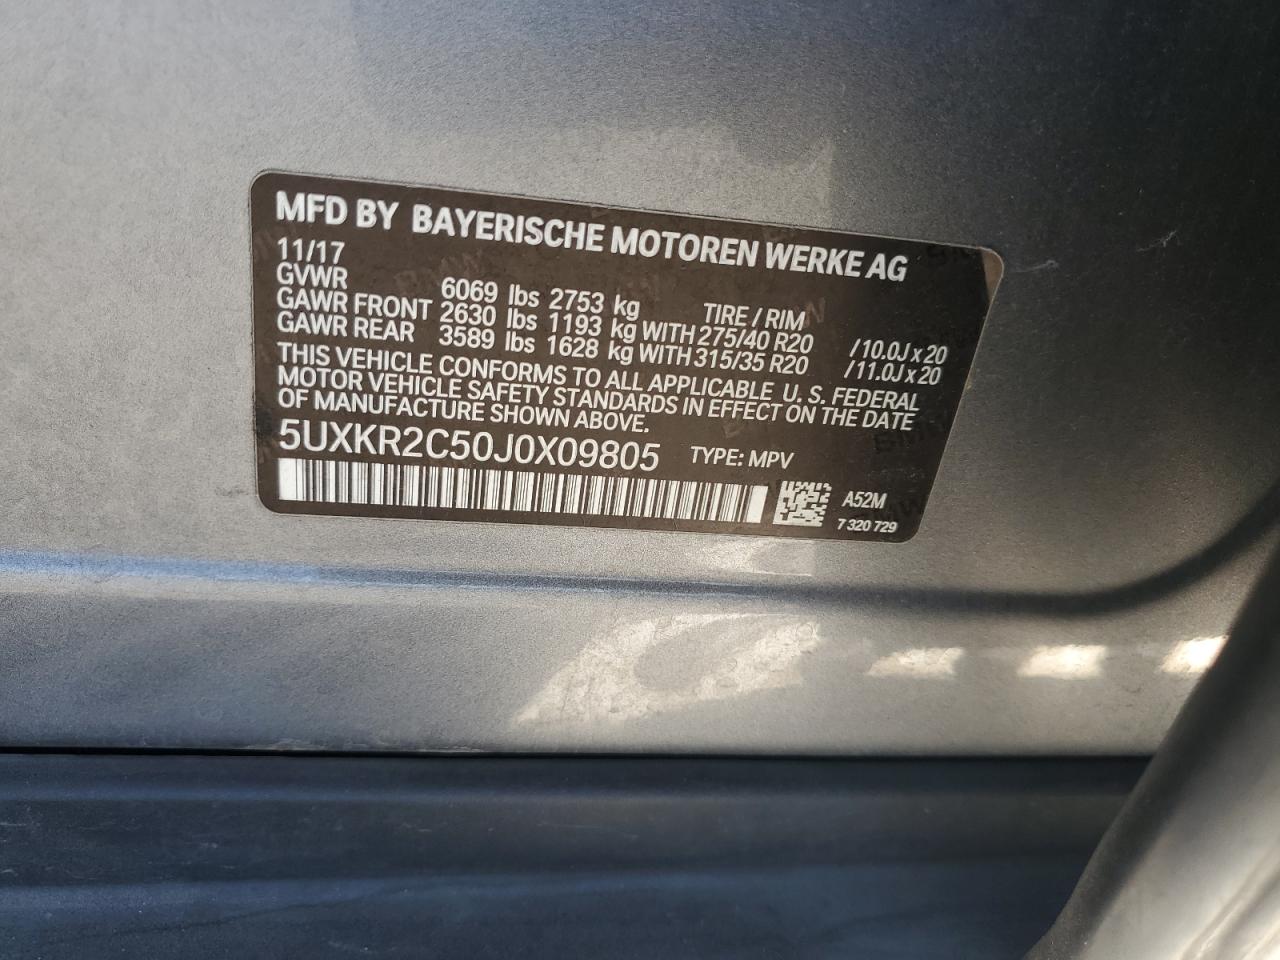 MFD BY BAYERISCHE MOTOREN WERKE AG
11/17
GVWR 6069 lbs 2753 kg TIRE / RIM
GAWR FRONT 2630 lbs 1193 kg WITH 275/40 R20 /10.0J x 20
GAWR REAR 3589 lbs 1628 kg WITH 315/35 R20 /11.0J x 20
THIS VEHICLE CONFORMS TO ALL APPLICABLE U. S. FEDERAL
MOTOR VEHICLE SAFETY STANDARDS IN EFFECT ON THE DATE
OF MANUFACTURE SHOWN ABOVE.
5UXKR2C50J0X09805 TYPE: MPV
A52M
7 320 729